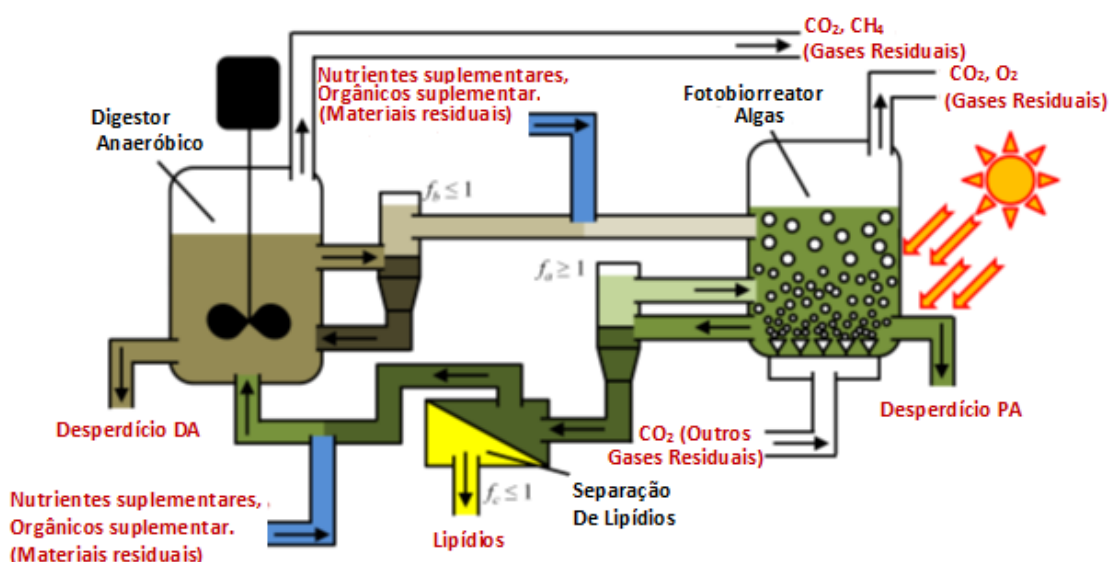 CO₂, CH₄
(Gases Residuais)
Nutrientes suplementares,
Orgânicos suplementar.
(Materiais residuais)
CO₂, O₂
(Gases Residuais)
Fotobiorreator
Algas
Digestor
Anaeróbico
f_b ≤ 1
f_a ≥ 1
Desperdício DA
Desperdício PA
CO₂ (Outros
Gases Residuais)
Nutrientes suplementares, .
Orgânicos suplementar.
(Materiais residuais)
f_c ≤ 1
Lipídios
Separação
De Lipídios